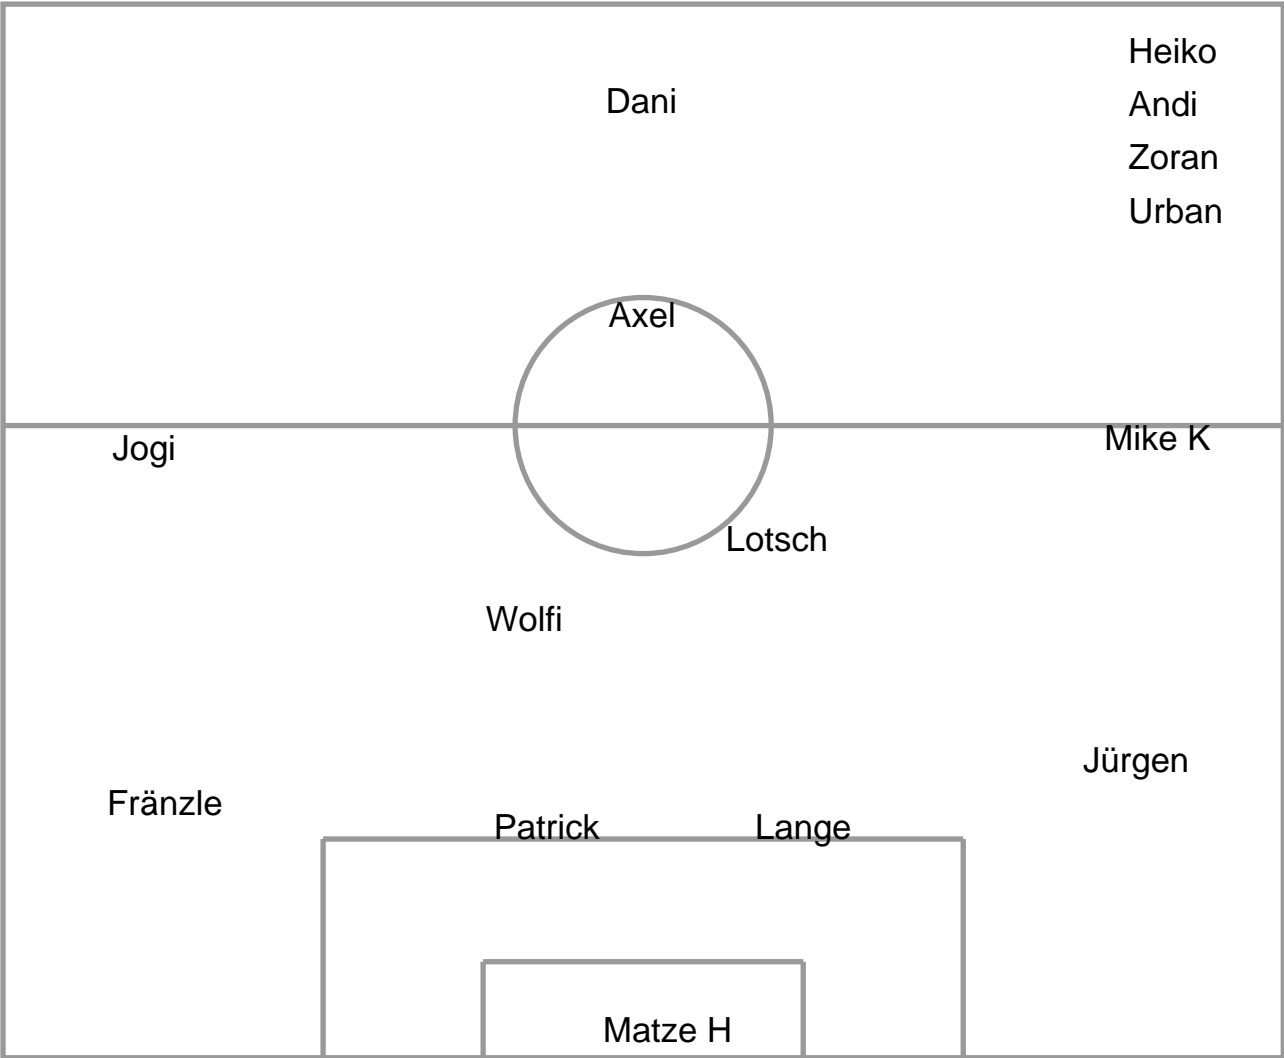 Heiko
Dani
Andi
Zoran
Urban
Axel
Jogi
Mike K
Lotsch
Wolfi
Jürgen
Fränzle
Patrick
Lange
Matze H